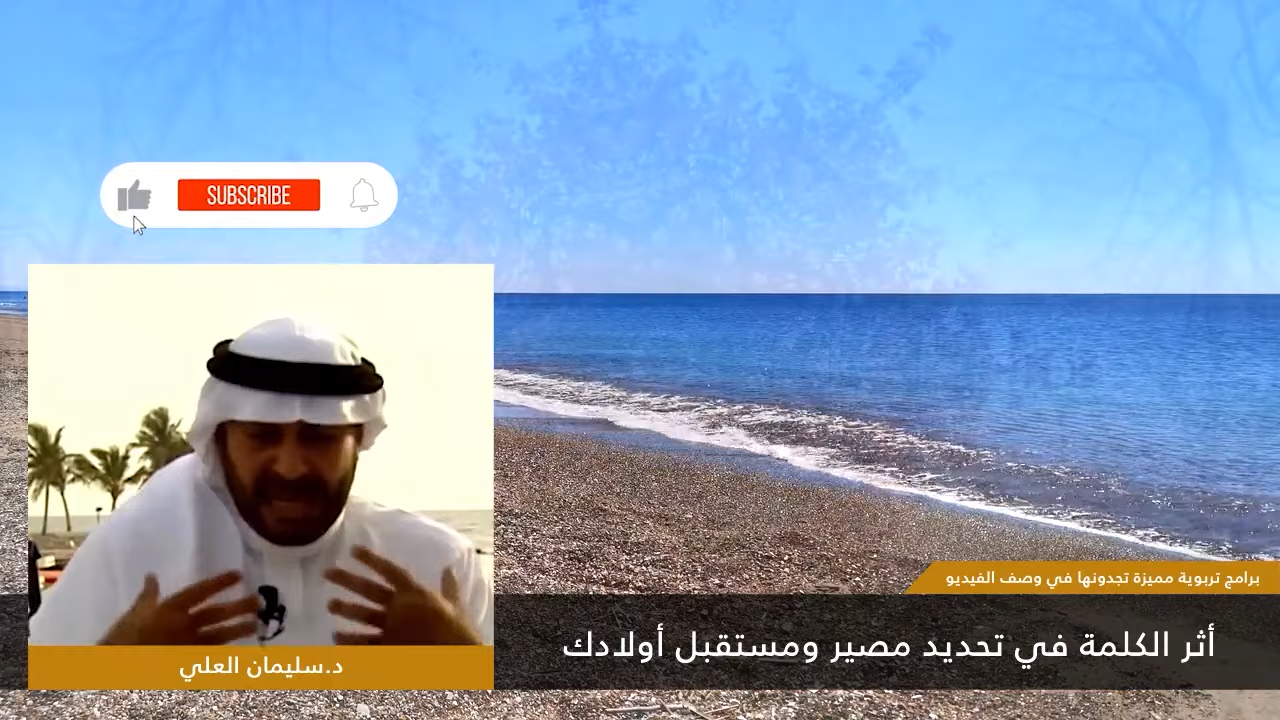 SUBSCRIBE
برامج تربوية مميزة تجدونها في وصف الفيديو
أثر الكلمة في تحديد مصير ومستقبل أولادك
د.سليمان العلي